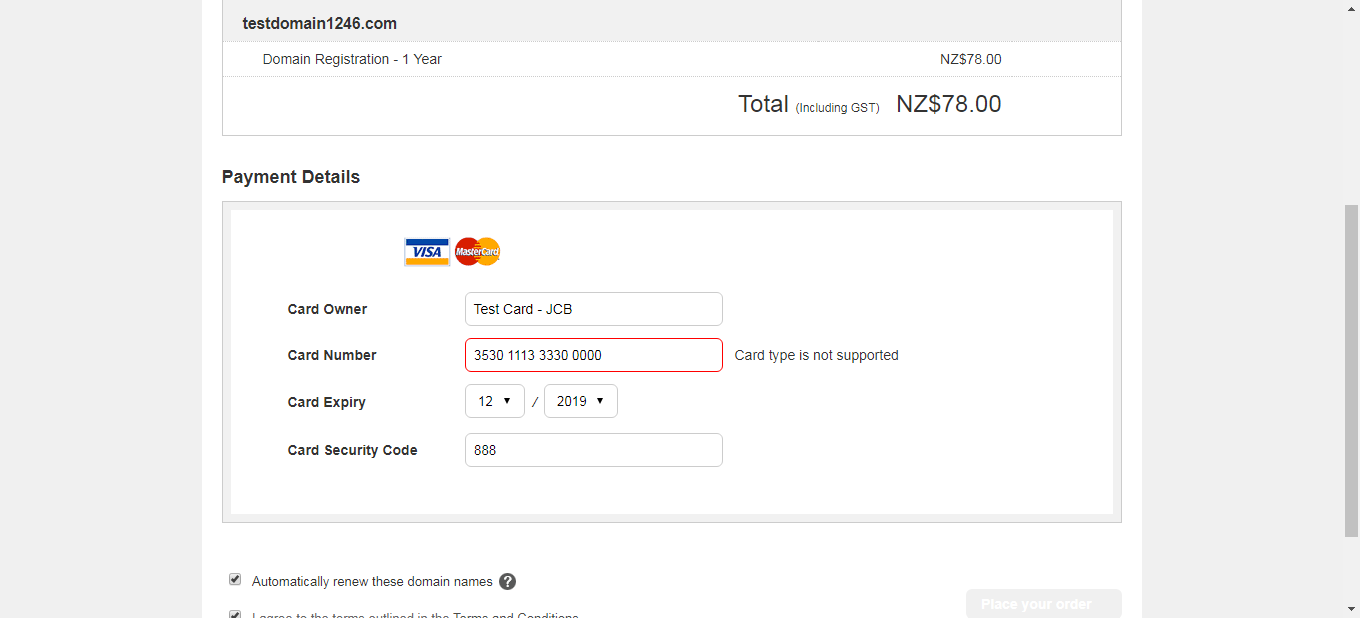 testdomain1246.com
Domain Registration - 1 Year NZ$78.00
Total (Including GST) NZ$78.00
Payment Details
VISA MasterCard
Card Owner Test Card - JCB
Card Number 3530 1113 3330 0000 Card type is not supported
Card Expiry 12 / 2019
Card Security Code 888
Automatically renew these domain names ?
Place your order
I agree to the terms outlined in the Terms and Conditions